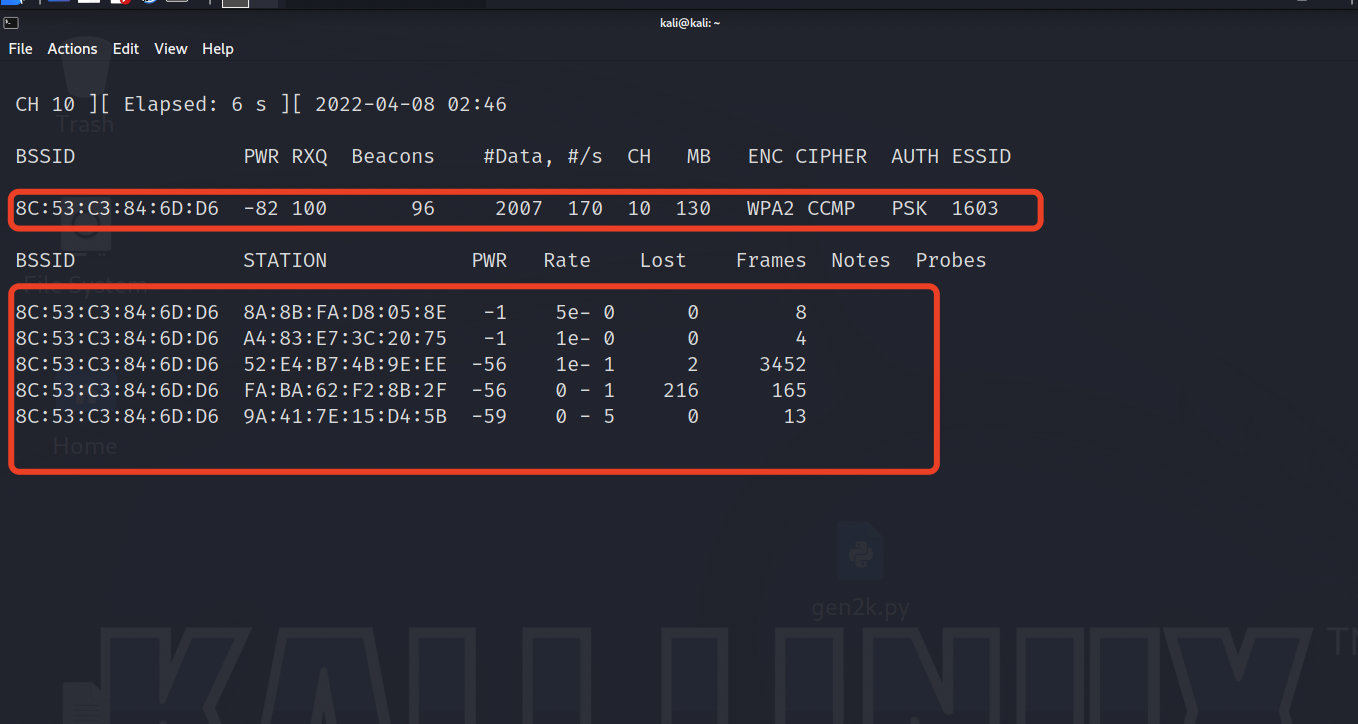 kali@kali: ~
File Actions Edit View Help
CH 10 ][ Elapsed: 6 s ][ 2022-04-08 02:46
Trash
BSSID PWR RXQ Beacons #Data, #/s CH MB ENC CIPHER AUTH ESSID
8C:53:C3:84:6D:D6 -82 100 96 2007 170 10 130 WPA2 CCMP PSK 1603
BSSID STATION PWR Rate Lost Frames Notes Probes
File System
8C:53:C3:84:6D:D6 8A:8B:FA:D8:05:8E -1 5e- 0 0 8
8C:53:C3:84:6D:D6 A4:83:E7:3C:20:75 -1 1e- 0 0 4
8C:53:C3:84:6D:D6 52:E4:B7:4B:9E:EE -56 1e- 1 2 3452
8C:53:C3:84:6D:D6 FA:BA:62:F2:8B:2F -56 0 - 1 216 165
8C:53:C3:84:6D:D6 9A:41:7E:15:D4:5B -59 0 - 5 0 13
Home
gen2k.py
KALI LINUX
TM